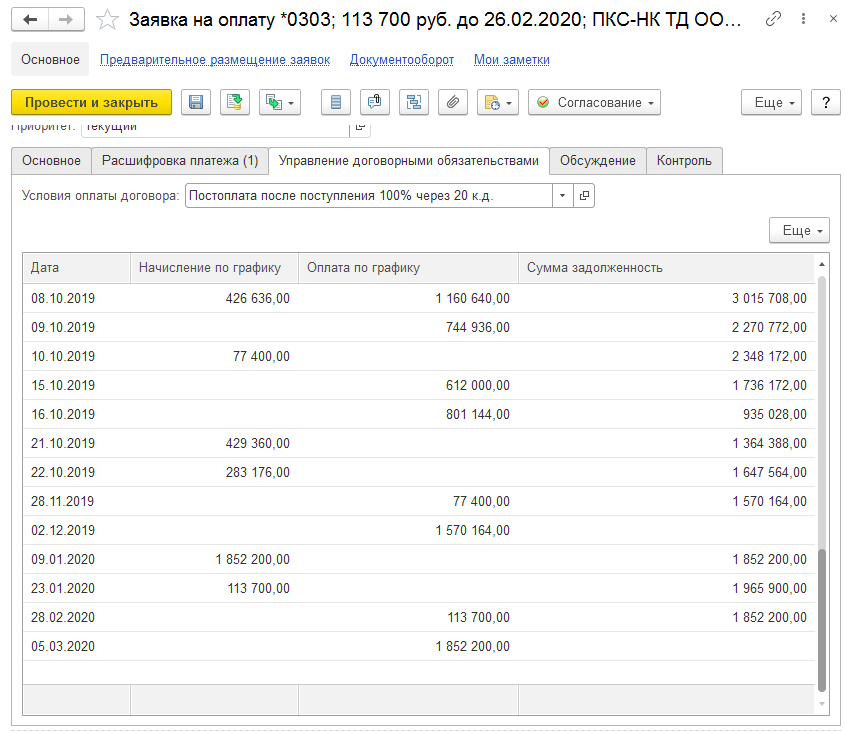 Заявка на оплату *0303; 113 700 руб. до 26.02.2020; ПКС-НК ТД ОО...
Основное Предварительное размещение заявок Документооборот Мои заметки
Провести и закрыть Согласование Еще ?
Приоритет: Текущий
Основное Расшифровка платежа (1) Управление договорными обязательствами Обсуждение Контроль
Условия оплаты договора: Постоплата после поступления 100% через 20 к.д.
Еще
Дата Начисление по графику Оплата по графику Сумма задолженность
08.10.2019 426 636,00 1 160 640,00 3 015 708,00
09.10.2019 744 936,00 2 270 772,00
10.10.2019 77 400,00 2 348 172,00
15.10.2019 612 000,00 1 736 172,00
16.10.2019 801 144,00 935 028,00
21.10.2019 429 360,00 1 364 388,00
22.10.2019 283 176,00 1 647 564,00
28.11.2019 77 400,00 1 570 164,00
02.12.2019 1 570 164,00
09.01.2020 1 852 200,00 1 852 200,00
23.01.2020 113 700,00 1 965 900,00
28.02.2020 113 700,00 1 852 200,00
05.03.2020 1 852 200,00